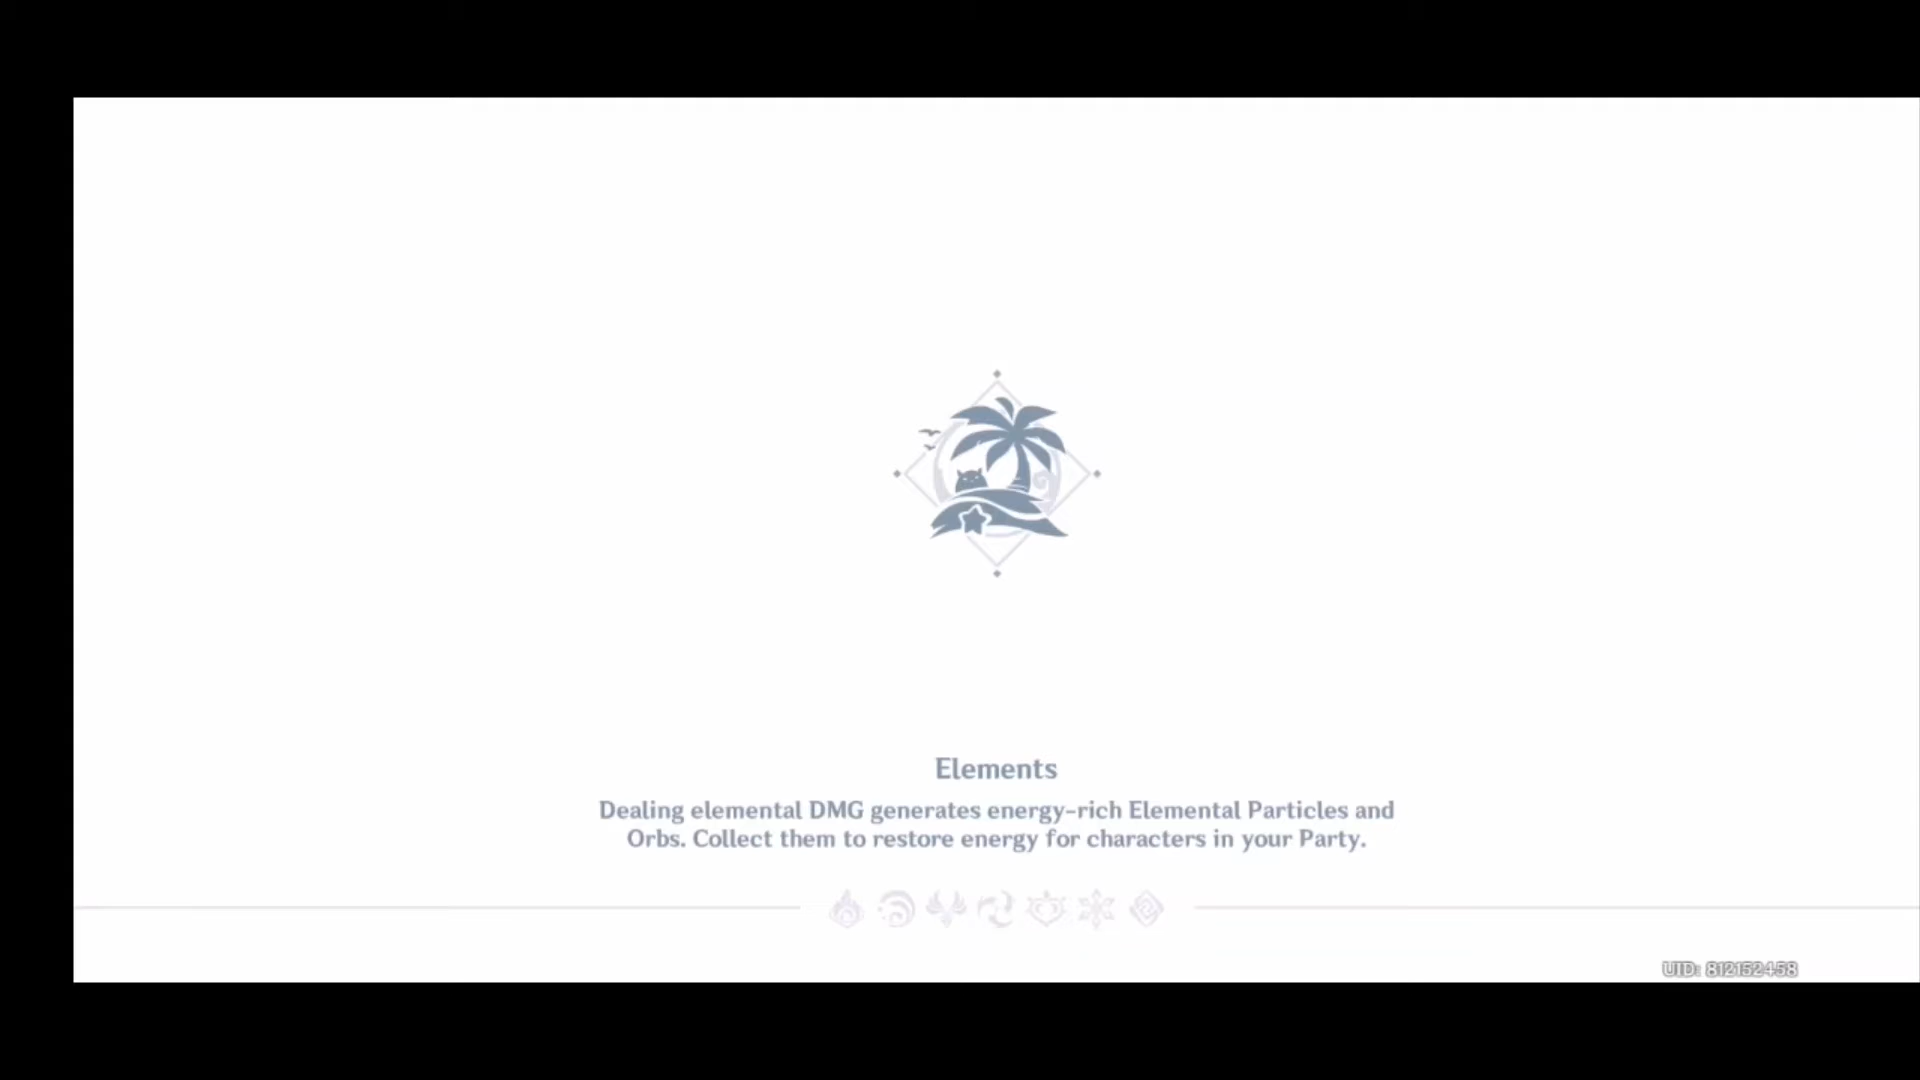 Elements
Dealing elemental DMG generates energy-rich Elemental Particles and
Orbs. Collect them to restore energy for characters in your Party.
UID: 812152458